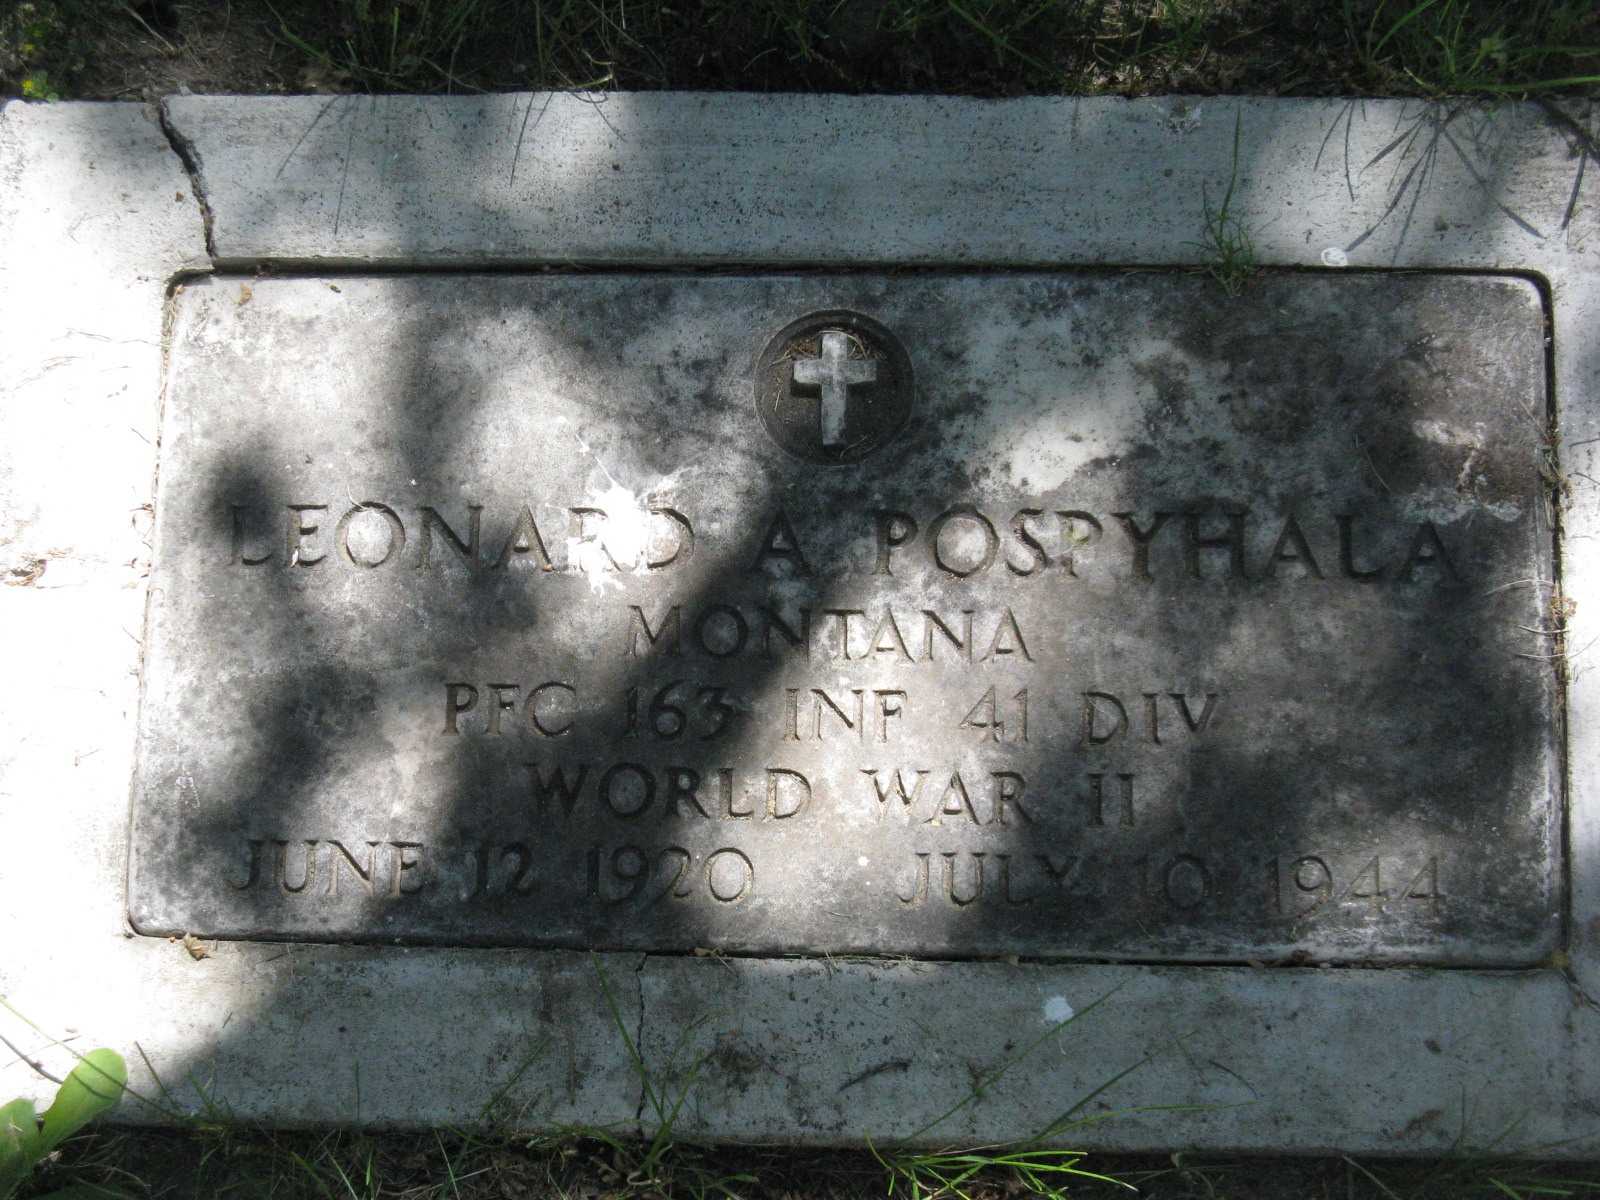 LEONARD A POSPYHALA
MONTANA
PFC 163 INF 41 DIV
WORLD WAR II
JUNE 12 1920 JULY 10 1944